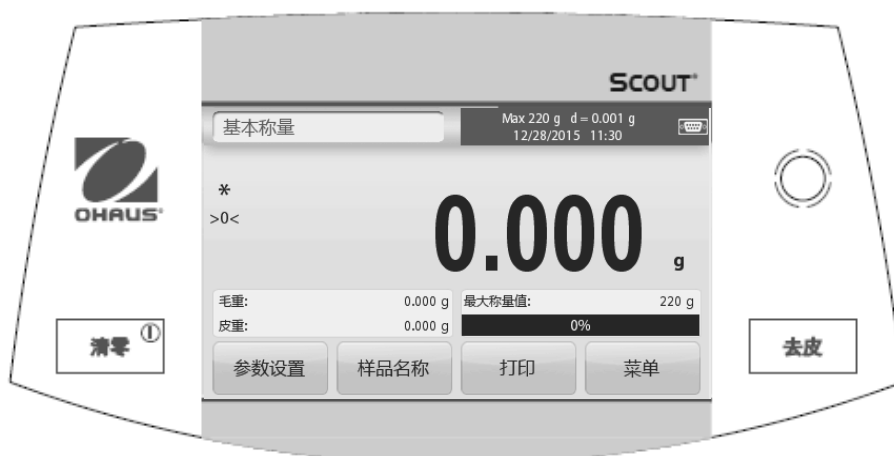 SCOUT®
基本称量
Max 220 g d = 0.001 g
12/28/2015 11:30
*
>0<
0.000 g
OHAUS®
毛重: 0.000 g 最大称量值: 220 g
皮重: 0.000 g 0%
清零
去皮
参数设置 样品名称 打印 菜单